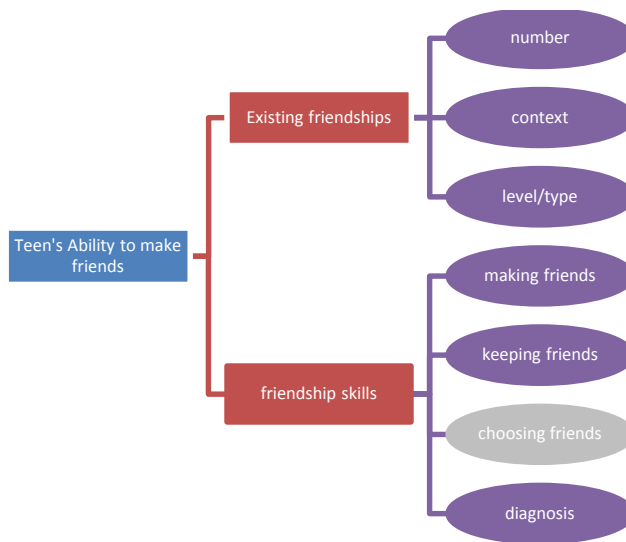 number
Existing friendships
context
level/type
Teen's Ability to make
friends
making friends
keeping friends
friendship skills
choosing friends
diagnosis